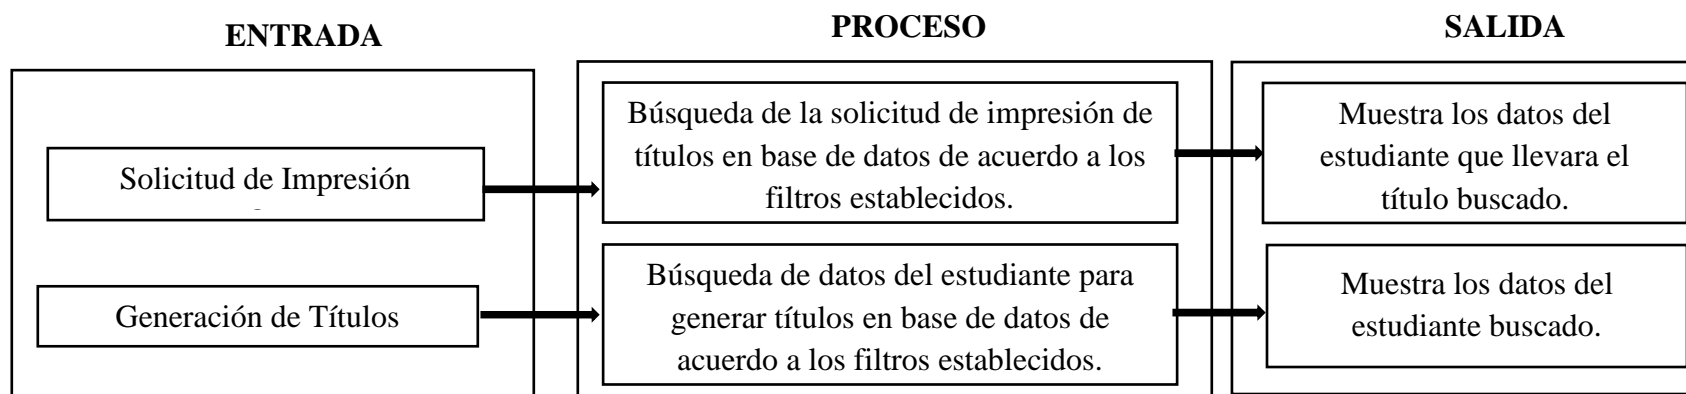 ENTRADA
PROCESO
SALIDA
Solicitud de Impresión
Búsqueda de la solicitud de impresión de
títulos en base de datos de acuerdo a los
filtros establecidos.
Muestra los datos del
estudiante que llevara el
título buscado.
Generación de Títulos
Búsqueda de datos del estudiante para
generar títulos en base de datos de
acuerdo a los filtros establecidos.
Muestra los datos del
estudiante buscado.